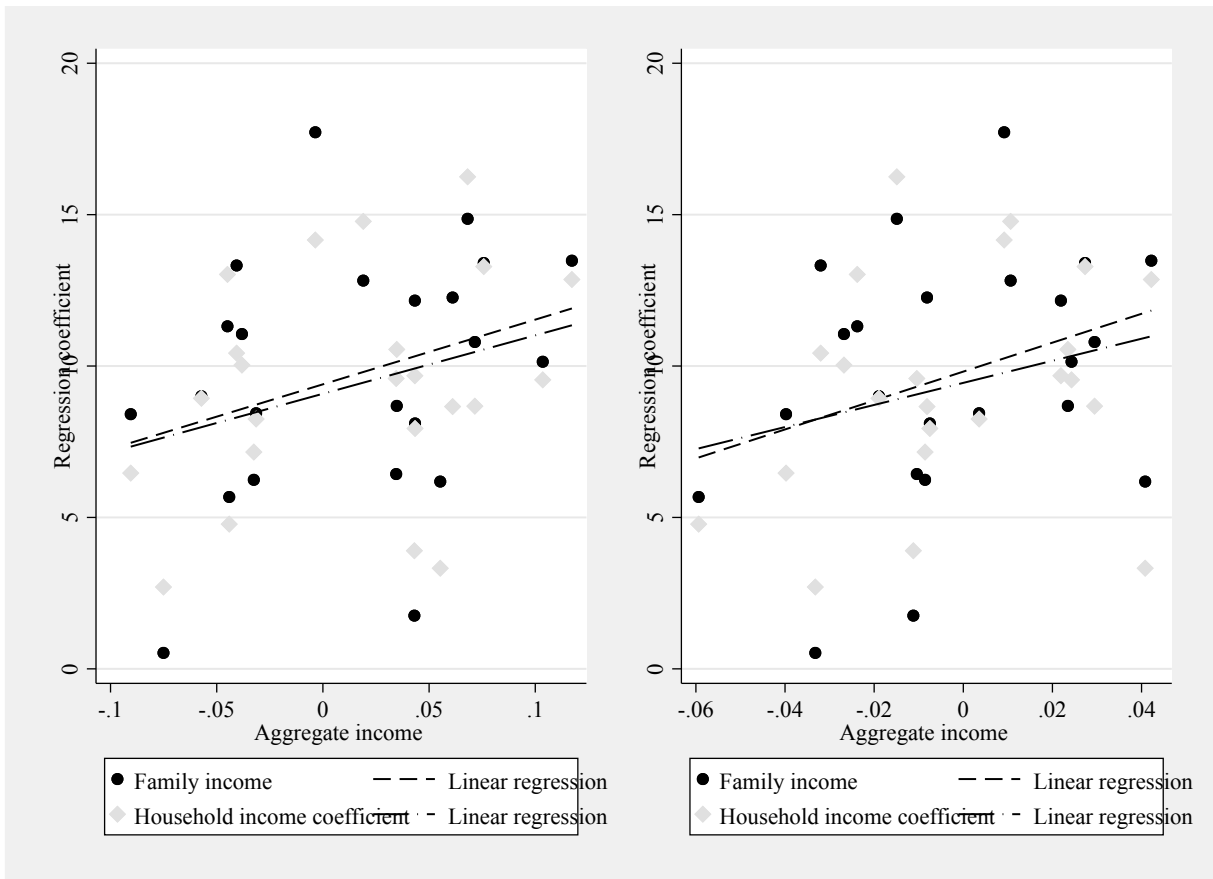 20
15
10
5
0
Regression coefficient
-.1 -.05 0 .05 .1
Aggregate income
Family income Linear regression
Household income coefficient Linear regression
20
15
10
5
0
Regression coefficient
-.06 -.04 -.02 0 .02 .04
Aggregate income
Family income Linear regression
Household income coefficient Linear regression